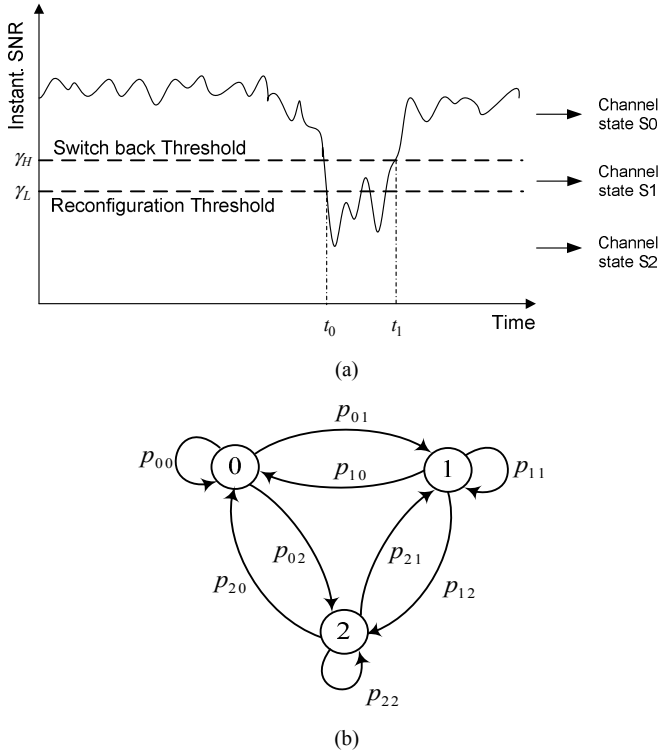 Instant. SNR
Channel
state S0
Switch back Threshold
γH
Channel
state S1
γL
Reconfiguration Threshold
Channel
state S2
t0
t1
Time
(a)
p01
p00
0
p10
1
p11
p02
p21
p20
p12
2
p22
(b)